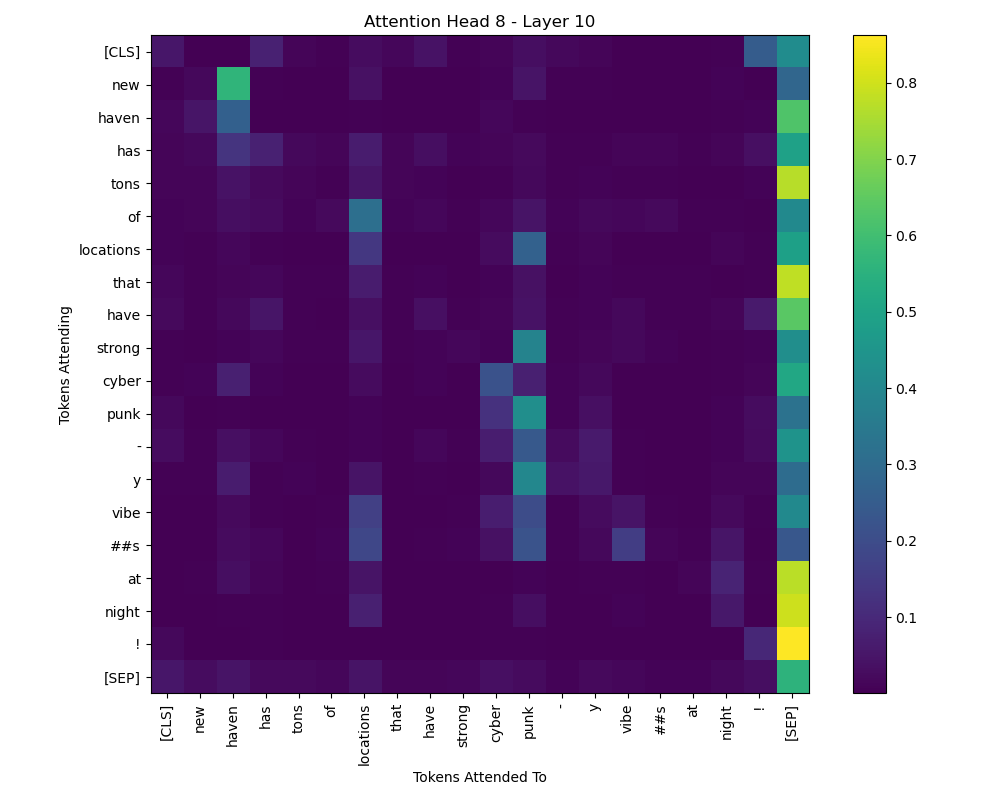 Attention Head 8 - Layer 10
Tokens Attending
[CLS]
new
haven
has
tons
of
locations
that
have
strong
cyber
punk
-
y
vibe
##s
at
night
!
[SEP]
[CLS]
new
haven
has
tons
of
locations
that
have
strong
cyber
punk
-
y
vibe
##s
at
night
!
[SEP]
Tokens Attended To
0.8
0.7
0.6
0.5
0.4
0.3
0.2
0.1